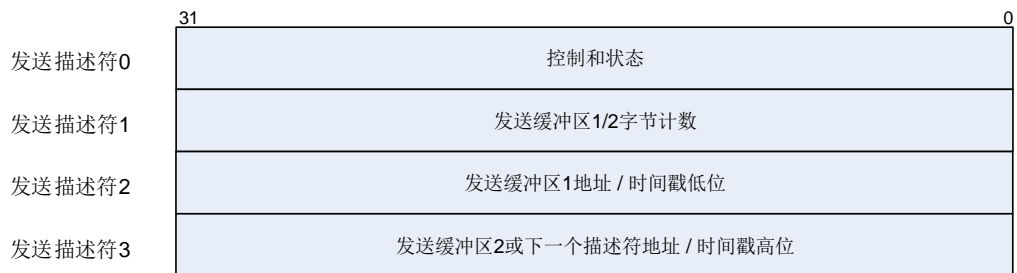 31 0
发送描述符0 控制和状态
发送描述符1 发送缓冲区1/2字节计数
发送描述符2 发送缓冲区1地址 / 时间戳低位
发送描述符3 发送缓冲区2或下一个描述符地址 / 时间戳高位